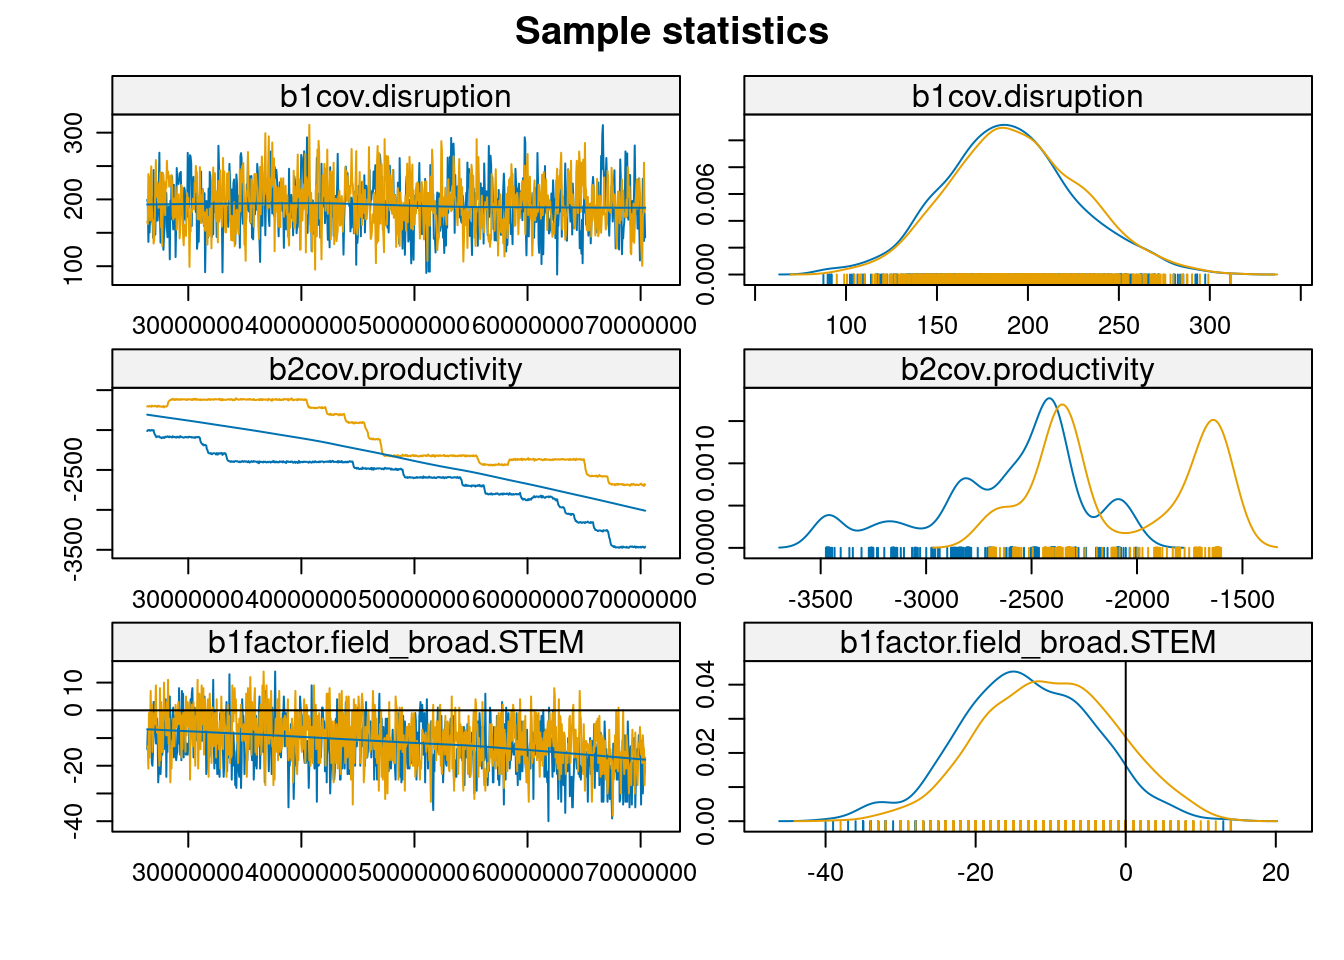 Sample statistics
b1cov.disruption
b1cov.disruption
100 200 300
0.000 0.006
30000000 40000000 50000000 60000000 70000000
100 150 200 250 300
b2cov.productivity
b2cov.productivity
-3500 -2500
0.0000 0.0010
30000000 40000000 50000000 60000000 70000000
-3500 -3000 -2500 -2000 -1500
b1factor.field_broad.STEM
b1factor.field_broad.STEM
-40 -20 0 10
0.00 0.02 0.04
30000000 40000000 50000000 60000000 70000000
-40 -20 0 20